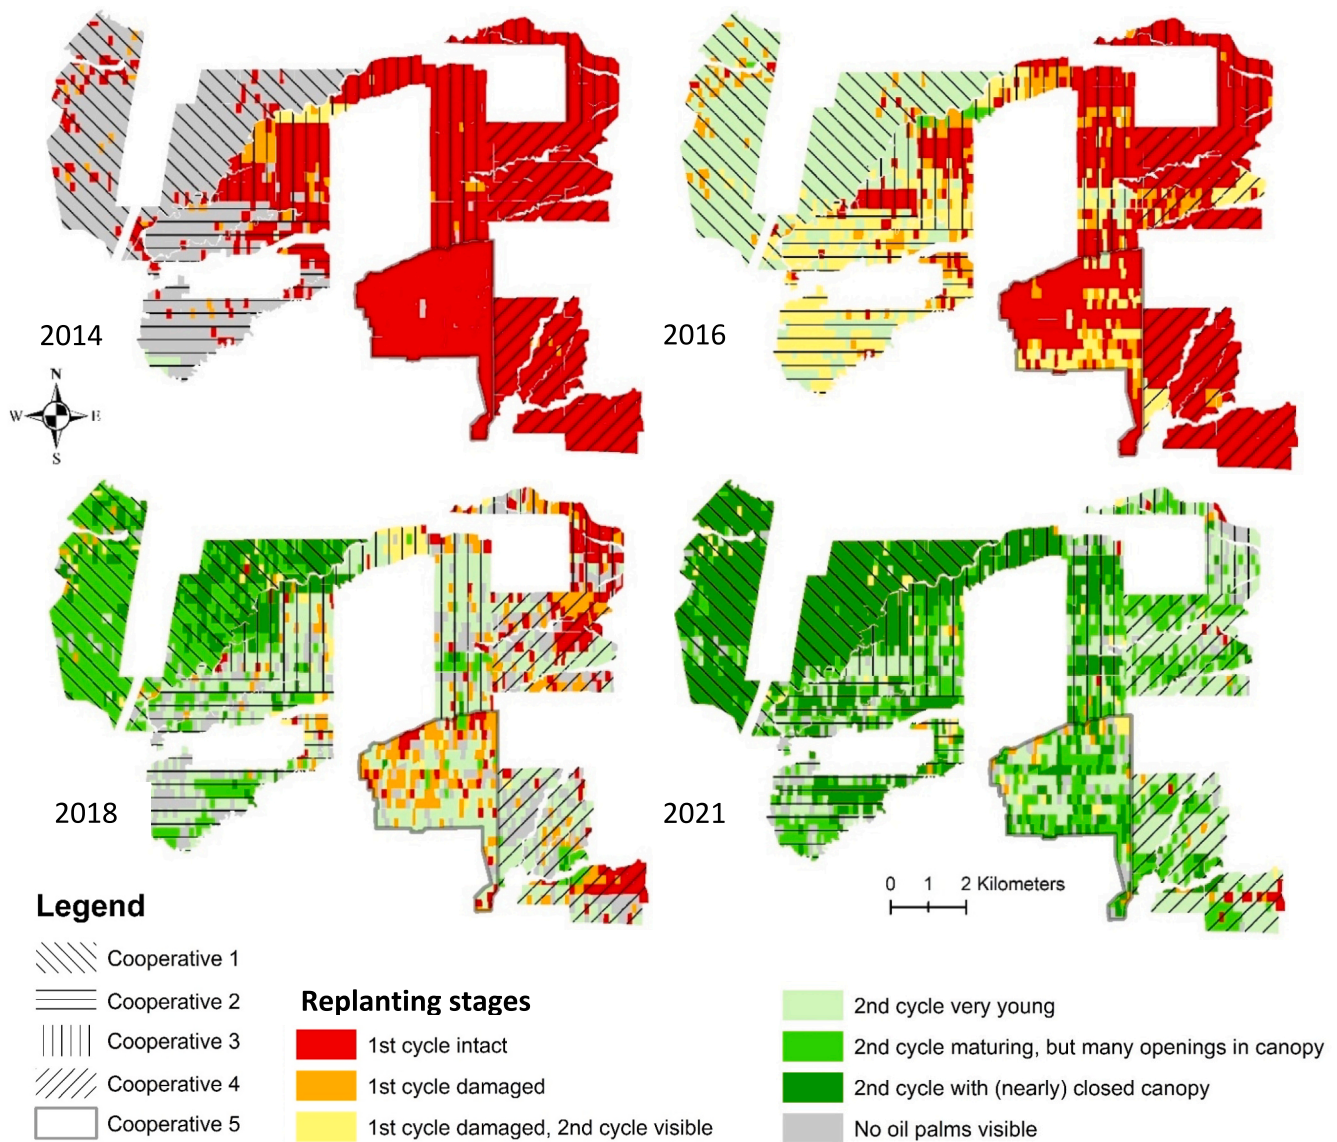 2014
2016
N
W
E
S
2018
2021
0 1 2 Kilometers
Legend
Cooperative 1
Cooperative 2
Cooperative 3
Cooperative 4
Cooperative 5
Replanting stages
1st cycle intact
1st cycle damaged
1st cycle damaged, 2nd cycle visible
2nd cycle very young
2nd cycle maturing, but many openings in canopy
2nd cycle with (nearly) closed canopy
No oil palms visible